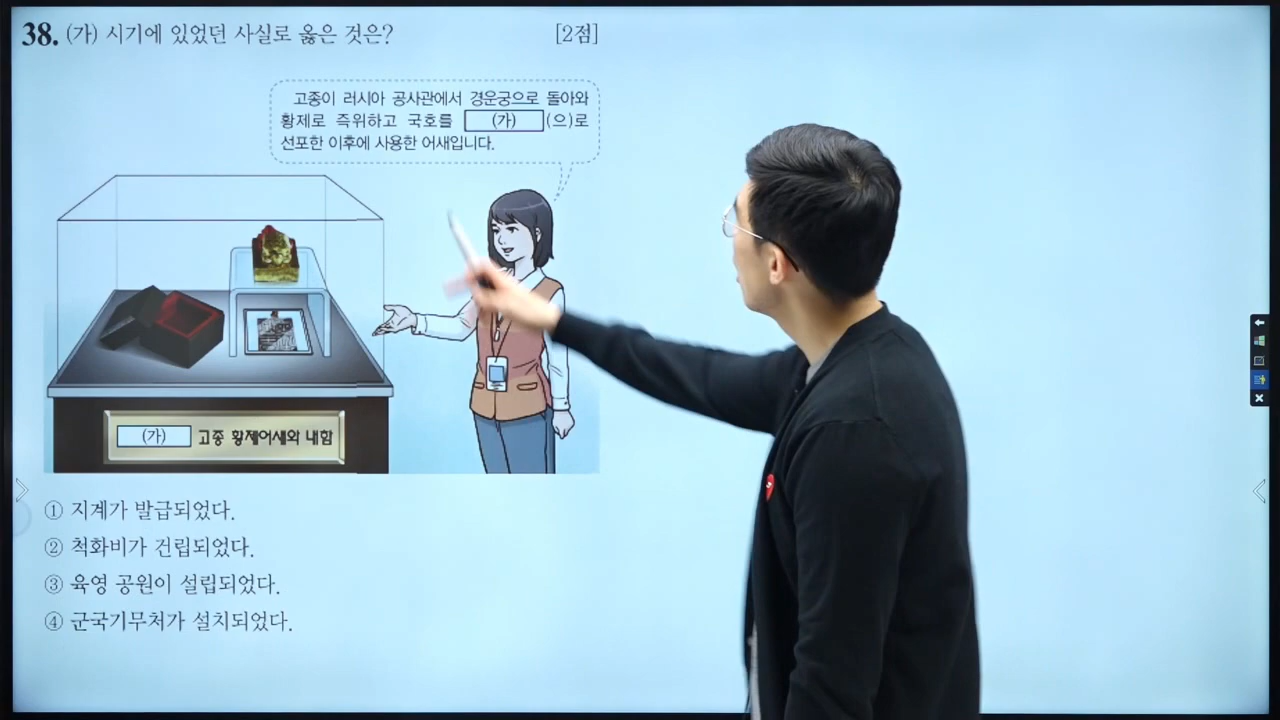 38. (가) 시기에 있었던 사실로 옳은 것은? [2점]
고종이 러시아 공사관에서 경운궁으로 돌아와
황제로 즉위하고 국호를 (가) (으)로
선포한 이후에 사용한 어새입니다.
(가) 고종 황제어새와 내함
① 지계가 발급되었다.
② 척화비가 건립되었다.
③ 육영 공원이 설립되었다.
④ 군국기무처가 설치되었다.